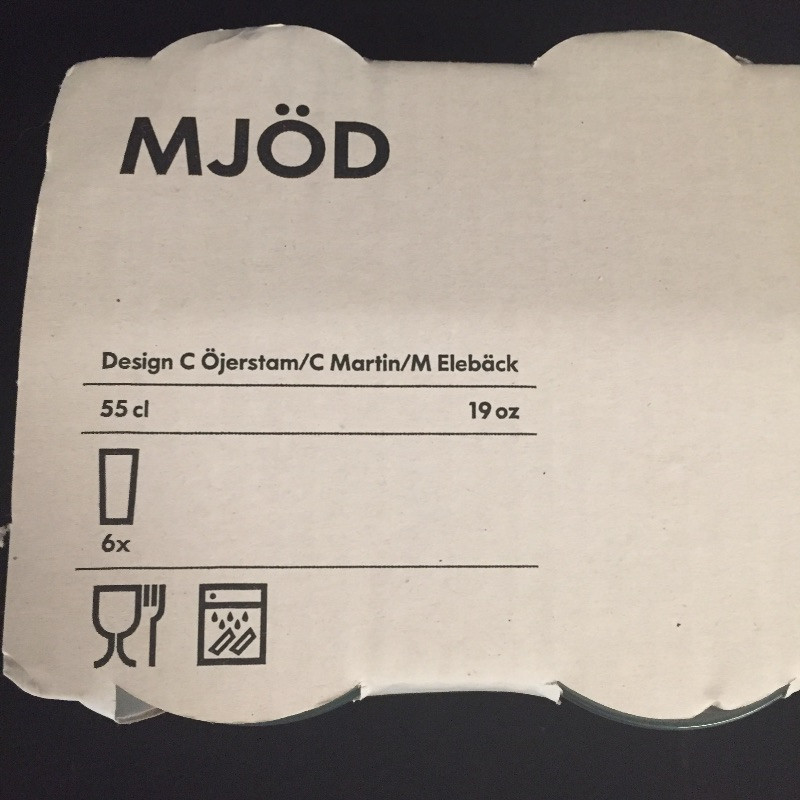 MJÖD
Design C Öjerstam/C Martin/M Elebäck
55 cl 19 oz
6x